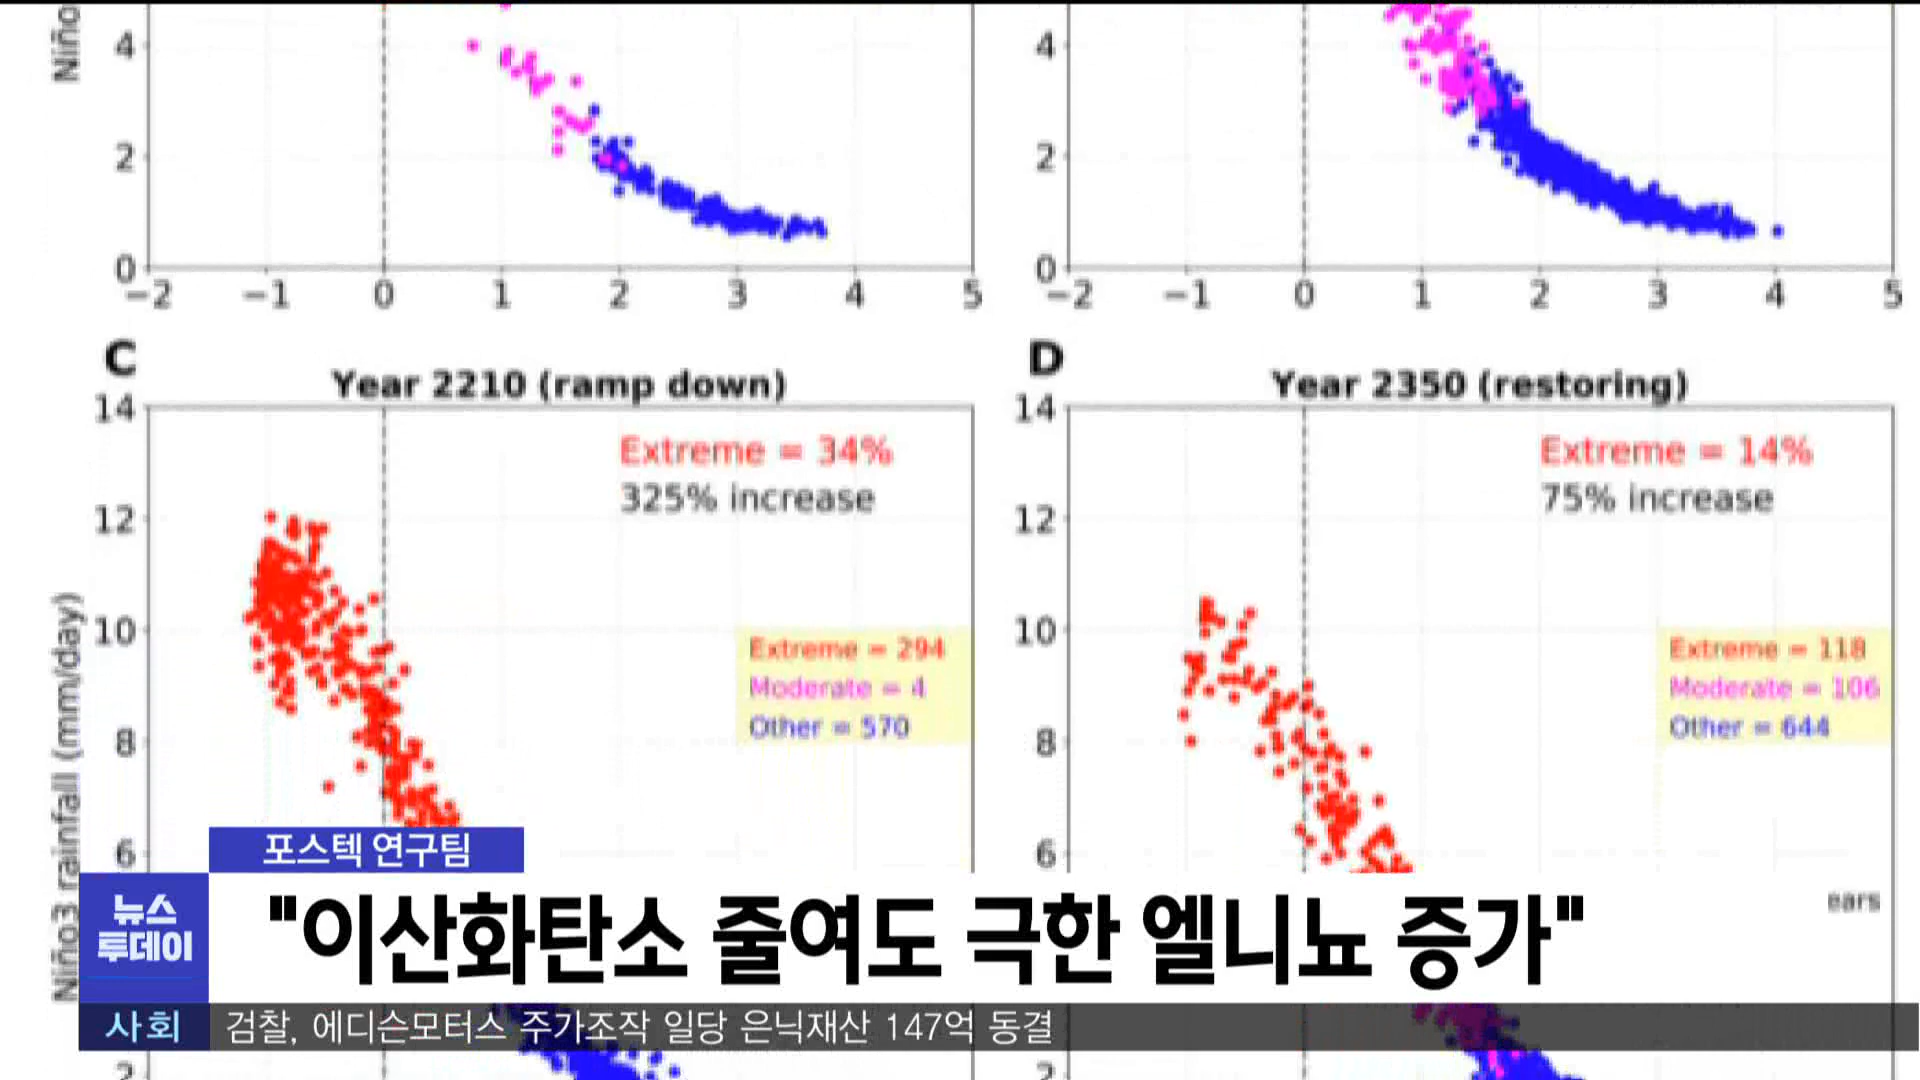 Niño
4
2
0
-2 -1 0 1 2 3 4 5
4
2
0
-2 -1 0 1 2 3 4 5
C
Year 2210 (ramp down)
14
12
10
8
6
2
Niño3 rainfall (mm/day)
Extreme = 34%
325% increase
Extreme = 294
Moderate = 4
Other = 570
D
Year 2350 (restoring)
14
12
10
8
6
2
Extreme = 14%
75% increase
Extreme = 118
Moderate = 106
Other = 644
ears
포스텍 연구팀
뉴스
투데이
"이산화탄소 줄여도 극한 엘니뇨 증가"
사회
검찰, 에디슨모터스 주가조작 일당 은닉재산 147억 동결